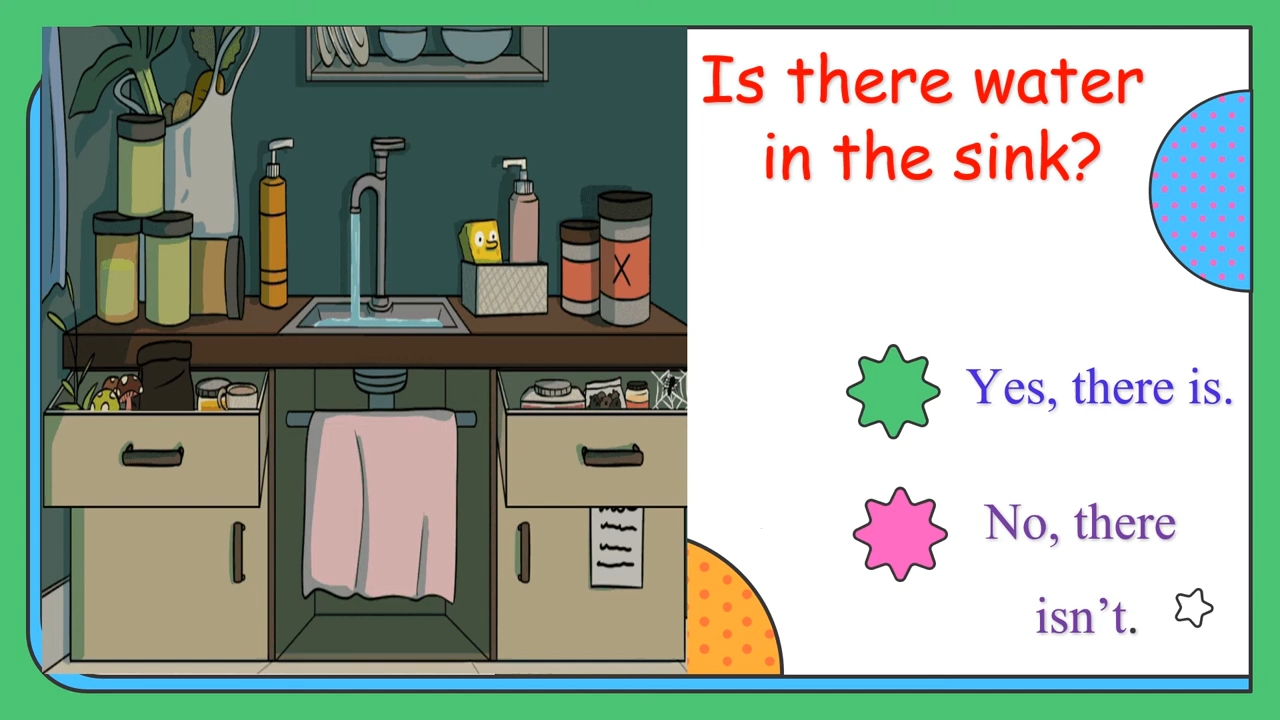 Is there water
in the sink?
X
Yes, there is.
No, there
isn’t.